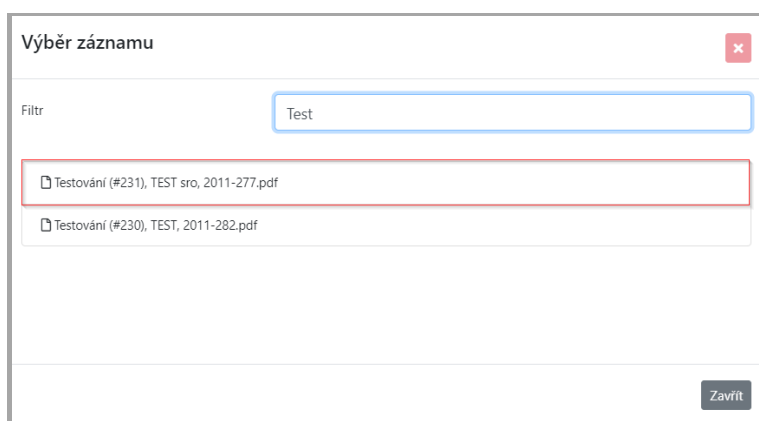 Výběr záznamu
Filtr
Test
Testování (#231), TEST sro, 2011-277.pdf
Testování (#230), TEST, 2011-282.pdf
Zavřít